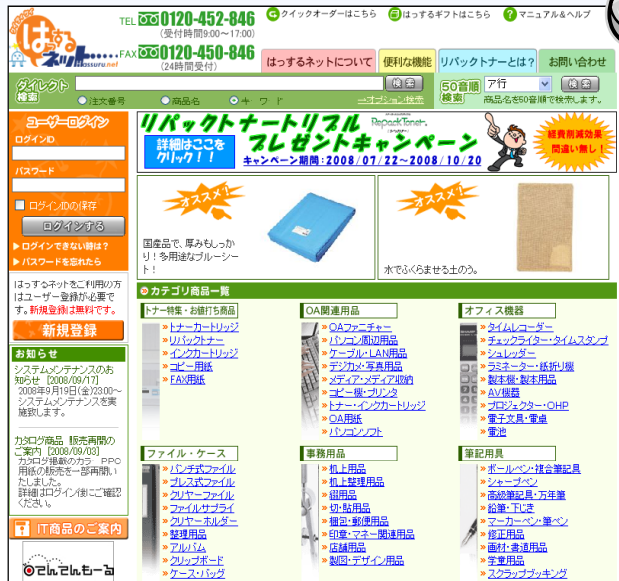 はっするネット
hassuru.net
TEL 0120-452-846
(受付時間9:00～17:00)
FAX 0120-450-846
(24時間受付)
クイックオーダーはこちら
はっするギフトはこちら
マニュアル&ヘルプ
はっするネットについて
便利な機能
リパックトナーとは?
お問い合わせ
ダイレクト検索
検索
注文番号
商品名
キーワード
→オプション検索
50音順検索
ア行
検索
商品名を50音順で検索します。
ユーザーログイン
ログインID
パスワード
ログインIDの保存
ログインする
ログインできない時は?
パスワードを忘れたら
はっするネットをご利用の方
はユーザー登録が必要で
す。新規登録は無料です。
新規登録
お知らせ
システムメンテナンスのお
知らせ [2008/09/17]
2008年9月19日(金)23:00～
システムメンテナンスを実
施致します。
カタログ商品 販売再開の
ご案内 [2008/09/03]
カタログ掲載のカラーPPC
用紙の販売を一部再開い
たしました。
詳細はログイン後にご確認
ください。
IT商品のご案内
でんでんもーる
リパックトナートリプル
RepackToner.
プレゼントキャンペーン
詳細はここを
クリック!!
キャンペーン期間:2008/07/22～2008/10/20
経費削減効果
間違い無し!
オススメ!
国産品で、厚みもしっか
り!多用途なブルーシー
ト!
オススメ!
水でふくらませる土のう。
カテゴリ商品一覧
トナー特集・お値打ち商品
トナーカートリッジ
リパックトナー
インクカートリッジ
コピー用紙
FAX用紙
OA関連用品
OAファニチャー
パソコン周辺用品
ケーブル・LAN用品
デジカメ・写真用品
メディア・メディア収納
コピー機・プリンタ
トナー・インクカートリッジ
OA用紙
パソコンソフト
オフィス機器
タイムレコーダー
チェックライター・タイムスタンプ
シュレッダー
ラミネーター・紙折り機
製本機・製本用品
AV機器
プロジェクター・OHP
電子文具・電卓
電池
ファイル・ケース
パンチ式ファイル
プレス式ファイル
クリヤーファイル
ファイルサプライ
クリヤーホルダー
整理用品
アルバム
クリップボード
ケース・バッグ
事務用品
机上用品
机上整理用品
綴用品
切・貼用品
梱包・郵便用品
印章・マネー関連用品
店舗用品
製図・デザイン用品
筆記用具
ボールペン・複合筆記具
シャープペン
高級筆記具・万年筆
鉛筆・下じき
マーカーペン・筆ペン
修正用品
画材・書道用品
学童用品
スクラップブッキング